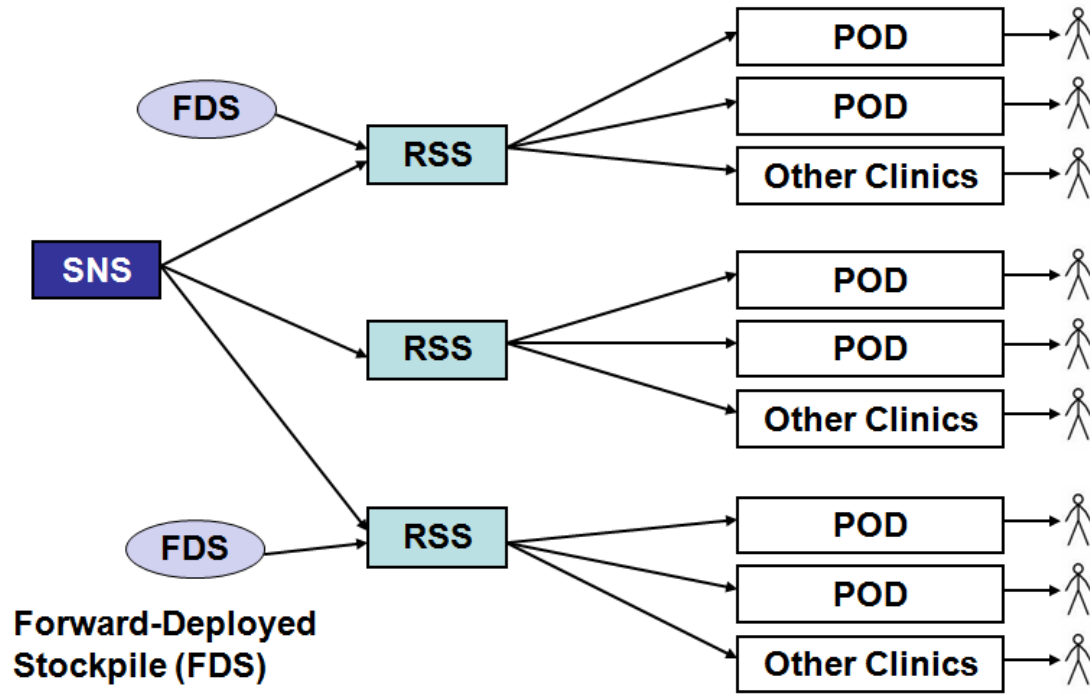 POD
FDS
POD
RSS
Other Clinics
SNS
POD
RSS
POD
Other Clinics
RSS
POD
FDS
POD
Forward-Deployed
Stockpile (FDS)
Other Clinics